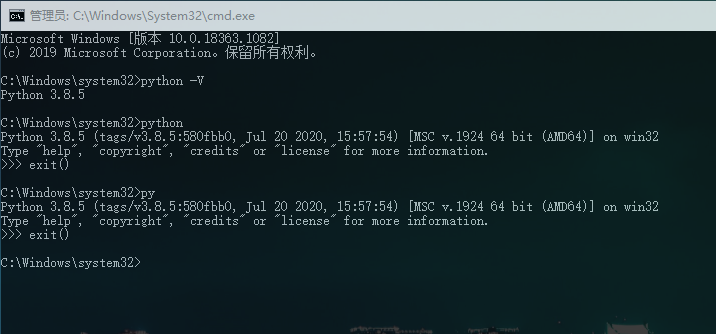 管理员: C:\Windows\System32\cmd.exe
Microsoft Windows [版本 10.0.18363.1082]
(c) 2019 Microsoft Corporation。保留所有权利。
C:\Windows\system32>python -V
Python 3.8.5
C:\Windows\system32>python
Python 3.8.5 (tags/v3.8.5:580fbb0, Jul 20 2020, 15:57:54) [MSC v.1924 64 bit (AMD64)] on win32
Type "help", "copyright", "credits" or "license" for more information.
>>> exit()
C:\Windows\system32>py
Python 3.8.5 (tags/v3.8.5:580fbb0, Jul 20 2020, 15:57:54) [MSC v.1924 64 bit (AMD64)] on win32
Type "help", "copyright", "credits" or "license" for more information.
>>> exit()
C:\Windows\system32>